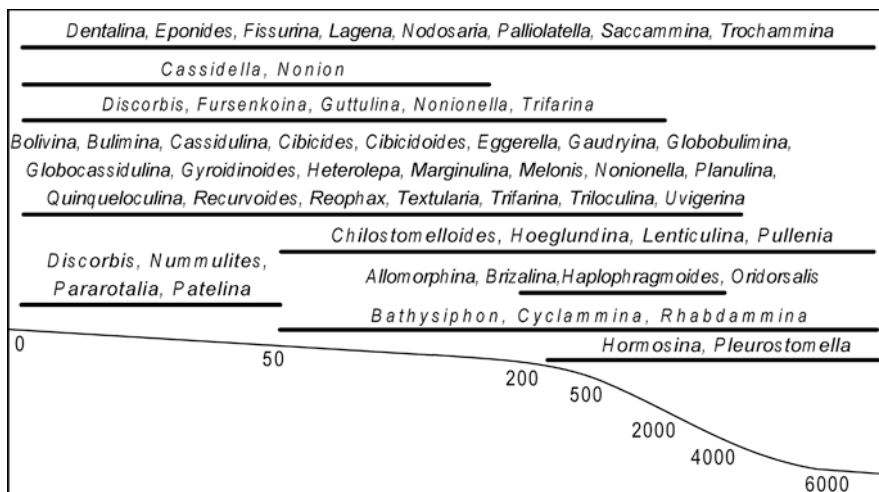 Dentalina, Eponides, Fissurina, Lagena, Nodosaria, Palliolatella, Saccammina, Trochammina
Cassidella, Nonion
Discorbis, Fursenkoina, Guttulina, Nonionella, Trifarina
Bolivina, Bulimina, Cassidulina, Cibicides, Cibicidoides, Eggerella, Gaudryina, Globobulimina,
Globocassidulina, Gyroidinoides, Heterolepa, Marginulina, Melonis, Nonionella, Planulina,
Quinqueloculina, Recurvoides, Reophax, Textularia, Trifarina, Triloculina, Uvigerina
Chilostomelloides, Hoeglundina, Lenticulina, Pullenia
Discorbis, Nummulites,
Pararotalia, Patelina
Allomorphina, Brizalina,Haplophragmoides, Oridorsalis
Bathysiphon, Cyclammina, Rhabdammina
Hormosina, Pleurostomella
0
50
200
500
2000
4000
6000